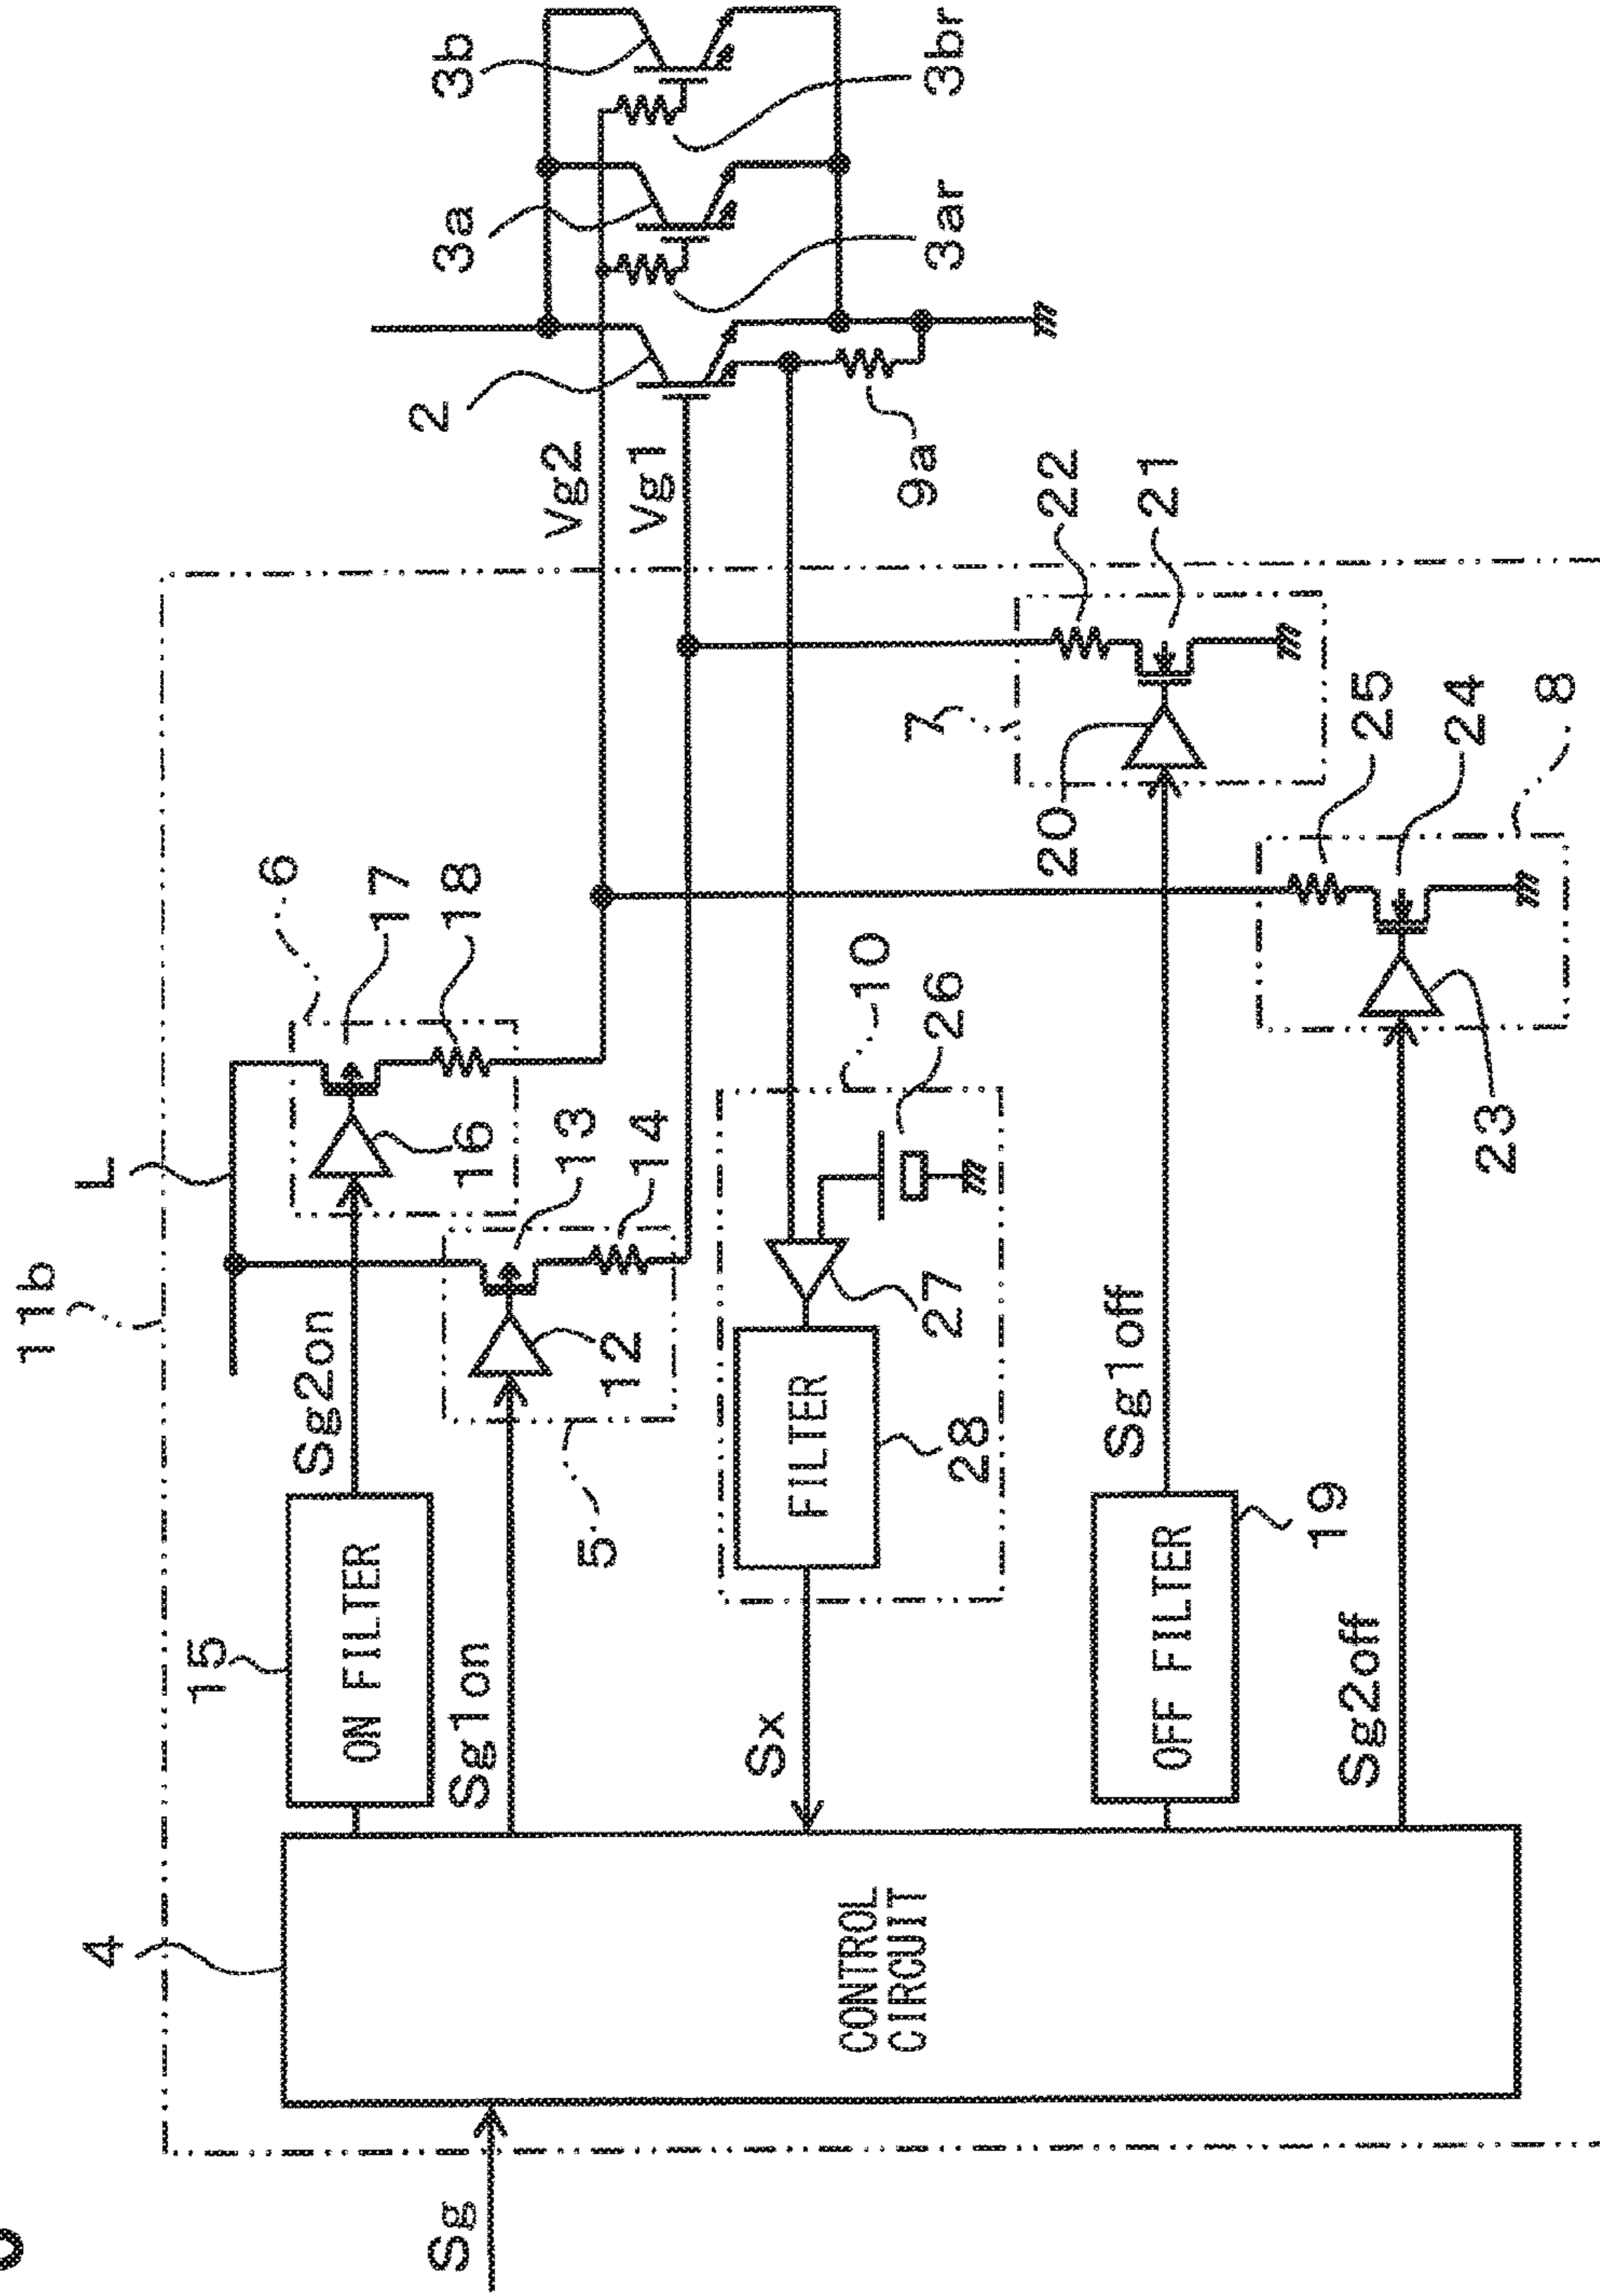 11b
L
4
15
ON FILTER
Sg2on
6
16
17
18
Sg
Sg1on
5
12
13
14
CONTROL
CIRCUIT
Sx
FILTER
28
27
26
10
OFF FILTER
19
Sg1off
20
7
22
21
Sg2off
23
25
24
8
Vg2
Vg1
2
3a
3b
9a
3ar
3br